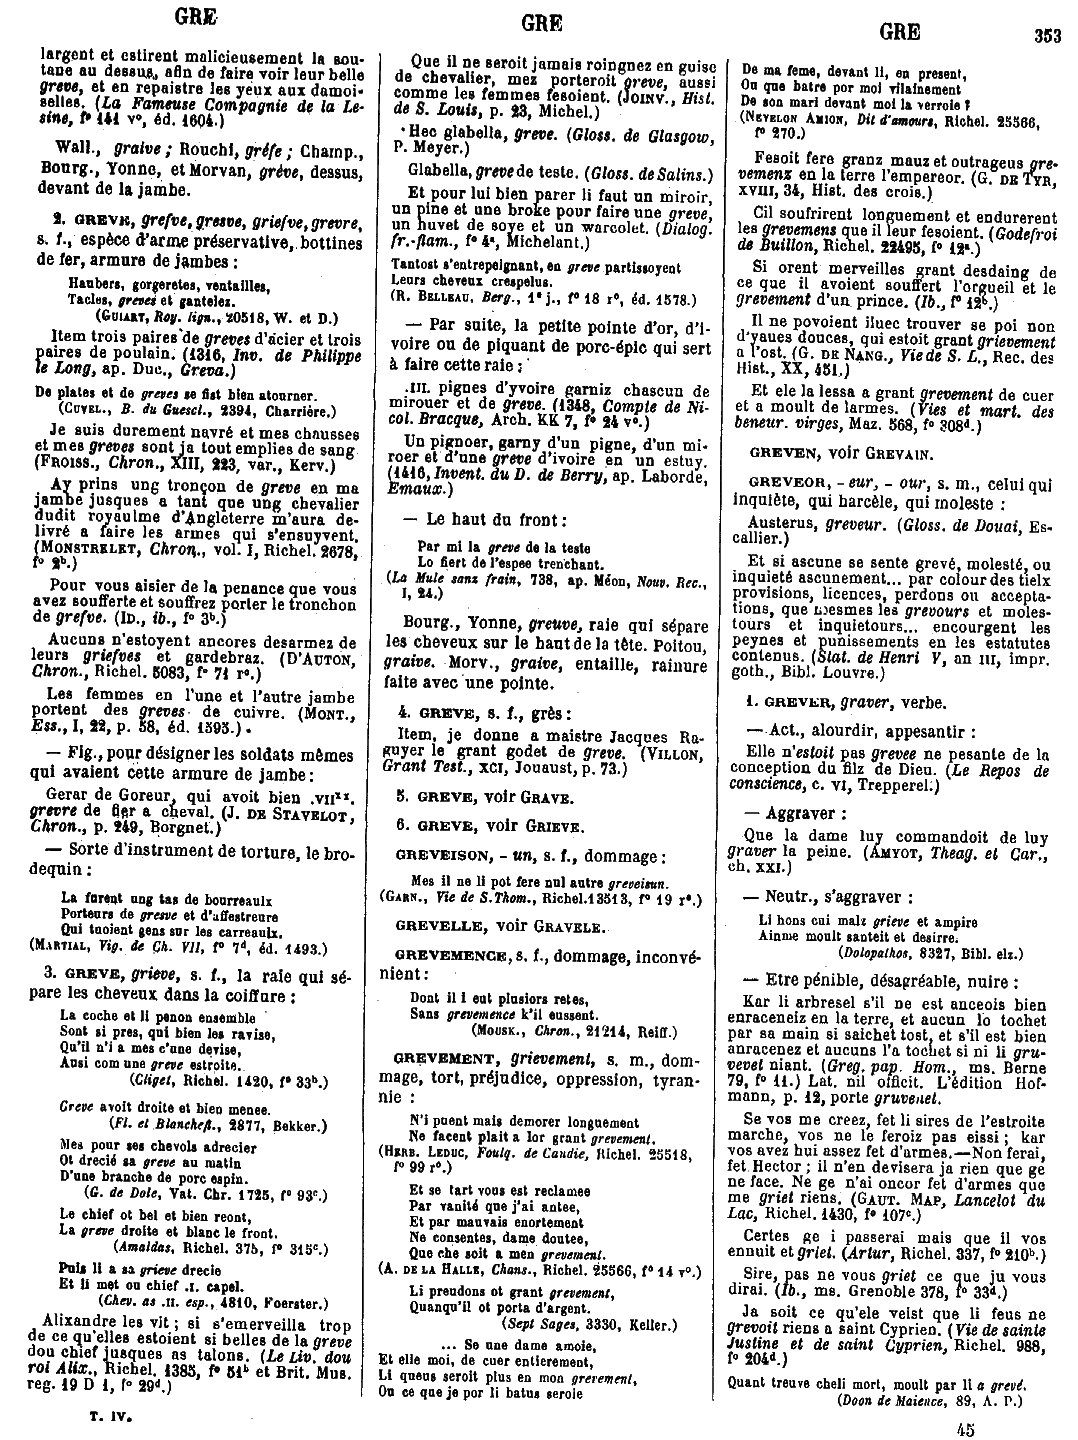 GRE
GRE
GRE
353
largent et estirent malicieusement la sou-
tane au dessus, afin de faire voir leur belle
greve, et en repaistre les yeux aux damoi-
selles. (La Fameuse Compagnie de la Le-
sine, f° 141 v°, éd. 1604.)
Wall., graive; Rouchi, gréfe; Champ.,
Bourg., Yonne, et Morvan, gréve, dessus,
devant de la jambe.
2. GREVE, grefve, gresve, griefve, grevre,
s. f., espèce d'arme préservative, bottines
de fer, armure de jambes :
Haubers, gorgeretes, ventailles,
Tacles, greves et ganteles.
(GUIART, Roy. lign., 20518, W. et D.)
Item trois paires de greves d'acier et trois
paires de poulain. (1316, Inv. de Philippe
le Long, ap. Duc., Greva.)
De plates et de greves se fist bien atourner.
(CUVEL., B. du Guescl., 2394, Charrière.)
Je suis durement navré et mes chausses
et mes greves sont ja tout emplies de sang
(FROISS., Chron., XIII, 223, var., Kerv.)
Ay prins ung tronçon de greve en ma
jambe jusques a tant que ung chevalier
dudit royaulme d'Angleterre m'aura de-
livré a faire les armes qui s'ensuyvent.
(MONSTRELET, Chron., vol. I, Richel. 2678,
f° 2b.)
Pour vous aisier de la penance que vous
avez soufferte et souffrez porter le tronchon
de grefve. (ID., ib., f° 3b.)
Aucuns n'estoyent ancores desarmez de
leurs griefves et gardebraz. (D'AUTON,
Chron., Richel. 5083, f° 71 r°.)
Les femmes en l'une et l'autre jambe
portent des greves de cuivre. (MONT.,
Ess., I, 22, p. 58, éd. 1595.)
— Fig., pour désigner les soldats mêmes
qui avaient cette armure de jambe :
Gerar de Goreur, qui avoit bien .VIIxx.
grevre de fier a cheval. (J. DE STAVELOT,
Chron., p. 249, Borgnet.)
— Sorte d'instrument de torture, le bro-
dequin :
La furent ung tas de bourreaulx
Porteurs de gresve et d'affestreure
Qui tuoient gens sur les carreaulx.
(MARTIAL, Vig. de Ch. VII, f° 7d, éd. 1493.)
3. GREVE, grieve, s. f., la raie qui sé-
pare les cheveux dans la coiffure :
La coche et li penon ensemble
Sont si pres, qui bien les ravise,
Qu'il n'i a mes c'une devise,
Ausi com une greve estroite.
(Cliget, Richel. 1420, f° 33b.)
Greve avoit droite et bien menee.
(Fl. et Blanchefl., 2877, Bekker.)
Mes pour ses chevols adrecier
Ot drecié sa greve au matin
D'une branche de porc espin.
(G. de Dole, Vat. Chr. 1725, f° 93c.)
Le chief ot bel et bien reont,
La greve droite et blanc le front.
(Amaldas, Richel. 375, f° 315c.)
Puis li a sa grieve drecie
Et li met ou chief .I. capel.
(Chev. as .II. esp., 4810, Foerster.)
Alixandre les vit ; si s'emerveilla trop
de ce qu'elles estoient si belles de la greve
dou chief jusques as talons. (Le Liv. dou
roi Alix., Richel. 1385, f° 51b et Brit. Mus.
reg. 19 D I, f° 29d.)
T. IV.
Que il ne seroit jamais roingnez en guise
de chevalier, mez porteroit greve, aussi
comme les femmes fesoient. (JOINV., Hist.
de S. Louis, p. 23, Michel.)
Hec glabella, greve. (Gloss. de Glasgow,
P. Meyer.)
Glabella, greve de teste. (Gloss. de Salins.)
Et pour lui bien parer li faut un miroir,
un pine et une broke pour faire une greve,
un huvet de soye et un warcolet. (Dialog.
fr.-flam., f° 4a, Michelant.)
Tantost s'entrepeignant, en greve partissoyent
Leurs cheveux crespelus.
(R. BELLEAU, Berg., 1e j., f° 18 r°, éd. 1578.)
— Par suite, la petite pointe d'or, d'i-
voire ou de piquant de porc-épic qui sert
à faire cette raie :
.III. pignes d'yvoire garniz chascun de
mirouer et de greve. (1348, Compte de Ni-
col. Bracque, Arch. KK 7, f° 24 v°.)
Un pignoer, garny d'un pigne, d'un mi-
roer et d'une greve d'ivoire en un estuy.
(1416, Invent. du D. de Berry, ap. Laborde,
Emaux.)
— Le haut du front :
Par mi la greve de la teste
Lo fiert de l'espee trenchant.
(La Mule sanz frain, 738, ap. Méon, Nouv. Rec.,
I, 24.)
Bourg., Yonne, greuve, raie qui sépare
les cheveux sur le haut de la tête. Poitou,
graive. Morv., graive, entaille, rainure
faite avec une pointe.
4. GREVE, s. f., grès :
Item, je donne a maistre Jacques Ra-
guyer le grant godet de greve. (VILLON,
Grant Test., XCI, Jouaust, p. 73.)
5. GREVE, voir GRAVE.
6. GREVE, voir GRIEVE.
GREVEISON, - un, s. f., dommage :
Mes il ne li pot fere nul autre greveisun.
(GARN., Vie de S. Thom., Richel. 13513, f° 19 r°.)
GREVELLE, voir GRAVELE.
GREVEMENCE, s. f., dommage, inconvé-
nient :
Dont il i eut plusiors retes,
Sans grevemence k'il eussent.
(MOUSK., Chron., 21214, Reiff.)
GREVEMENT, grievement, s. m., dom-
mage, tort, préjudice, oppression, tyran-
nie :
N'i puent mais demorer longuement
Ne facent plait a lor grant grevement.
(HERB. LEDUC, Foulq. de Candie, Richel. 25518,
f° 99 r°.)
Et se tart vous est reclamee
Par vanité que j'ai antee,
Et par mauvais enortement
Ne consentes, dame doutee,
Que che soit a men grevement.
(A. DE LA HALLE, Chans., Richel. 25566, f° 14 v°.)
Li preudons ot grant grevement,
Quanqu'il ot porta d'argent.
(Sept Sages, 3330, Keller.)
... Se une dame amoie,
Et elle moi, de cuer entierement,
Li queus seroit plus en mon grevement,
Ou ce que je por li batus seroie
De ma feme, devant li, en present,
Ou que batre por moi vilainement
De son mari devant moi la verroie ?
(NEVELON AMION, Dit d'amours, Richel. 25566,
f° 270.)
Fesoit fere granz mauz et outrageus gre-
vemenz en la terre l'empereor. (G. DE TYR,
XVIII, 34, Hist. des crois.)
Cil soufrirent longuement et endurerent
les grevemens que il leur fesoient. (Godefroi
de Buillon, Richel. 22495, f° 12a.)
Si orent merveilles grant desdaing de
ce que il avoient souffert l'orgueil et le
grevement d'un prince. (Ib., f° 12b.)
Il ne povoient iluec trouver se poi non
d'yaues douces, qui estoit grant grievement
a l'ost. (G. DE NANG., Vie de S. L., Rec. des
Hist., XX, 451.)
Et ele la lessa a grant grevement de cuer
et a moult de larmes. (Vies et mart. des
beneur. virges, Maz. 568, f° 308d.)
GREVEN, voir GREVAIN.
GREVEOR, - eur, - our, s. m., celui qui
inquiète, qui harcèle, qui moleste :
Austerus, greveur. (Gloss. de Douai, Es-
callier.)
Et si ascune se sente grevé, molesté, ou
inquieté ascunement... par colour des tielx
provisions, licences, perdons ou accepta-
tions, que mesmes les grevours et moles-
tours et inquietours... encourgent les
peynes et punissements en les estatutes
contenus. (Stat. de Henri V, an III, impr.
goth., Bibl. Louvre.)
1. GREVER, graver, verbe.
— Act., alourdir, appesantir :
Elle n'estoit pas grevee ne pesante de la
conception du filz de Dieu. (Le Repos de
conscience, c. VI, Trepperel.)
— Aggraver :
Que la dame luy commandoit de luy
graver la peine. (AMYOT, Theag. et Car.,
ch. XXI.)
— Neutr., s'aggraver :
Li hons cui malz grieve et ampire
Ainme moult santeit et desirre.
(Dolopathos, 8327, Bibl. elz.)
— Etre pénible, désagréable, nuire :
Kar li arbresel s'il ne est anceois bien
enraceneiz en la terre, et aucun lo tochet
par sa main si saichet tost, et s'il est bien
anracenez et aucuns l'a tochet si ni li gru-
vevet niant. (Greg. pap. Hom., ms. Berne
79, f° 11.) Lat. nil officit. L'édition Hof-
mann, p. 12, porte gruvenet.
Se vos me creez, fet li sires de l'estroite
marche, vos ne le feroiz pas eissi ; kar
vos avez hui assez fet d'armes.—Non ferai,
fet Hector ; il n'en devisera ja rien que ge
ne face. Ne ge n'ai oncor fet d'armes que
me griet riens. (GAUT. MAP, Lancelot du
Lac, Richel. 1430, f° 107c.)
Certes ge i passerai mais que il vos
ennuit et griet. (Artur, Richel. 337, f° 210b.)
Sire, pas ne vous griet ce que ju vous
dirai. (Ib., ms. Grenoble 378, f° 33d.)
Ja soit ce qu'ele veist que li feus ne
grevoit riens a saint Cyprien. (Vie de sainte
Justine et de saint Cyprien, Richel. 988,
f° 204d.)
Quant treuve cheli mort, moult par li a grevé.
(Doon de Maience, 89, A. P.)
45